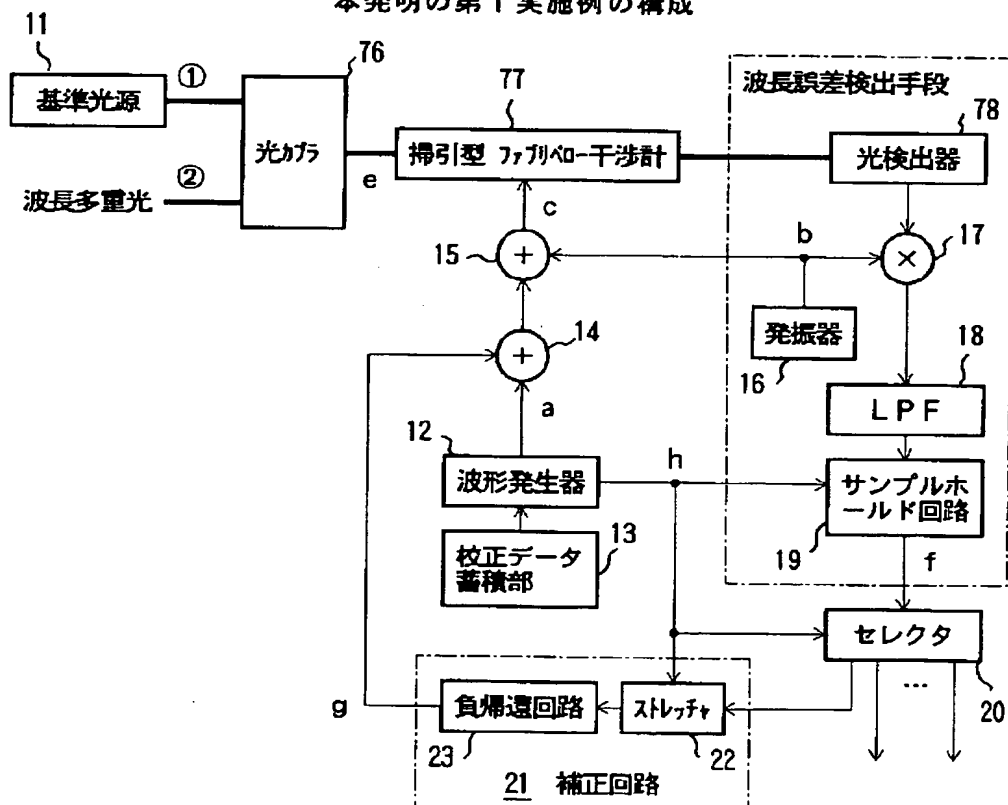 本発明の第1実施例の構成
11
基準光源
①
76
光カプラ
②
波長多重光
e
77
掃引型 ファブリペロー干渉計
c
波長誤差検出手段
78
光検出器
b
17
×
15
+
発振器
16
14
+
18
LPF
a
12
波形発生器
h
サンプルホ
ールド回路
19
13
校正データ
蓄積部
f
セレクタ
20
...
g
負帰還回路
23
ストレッチャ
22
21 補正回路